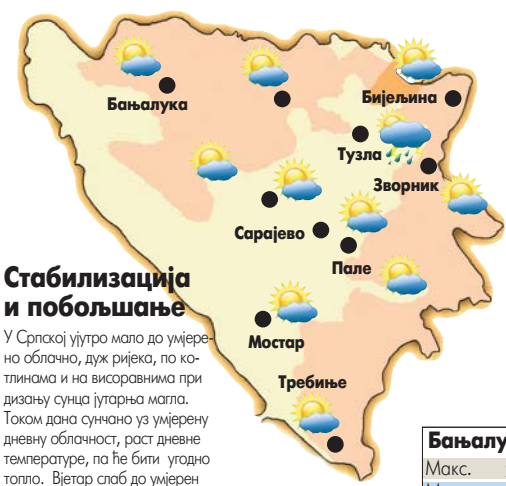 Бањалука
Бијељина
Тузла
Зворник
Сарајево
Пале
Мостар
Требиње
Стабилизација
и побољшање
У Српској ујутро мало до умјере-
но облачно, дуж ријека, по ко-
тлинама и на висоравнима при
дизању сунца јутарња магла.
Током дана сунчано уз умјерену
дневну облачност, раст дневне
температуре, па ће бити угодно
топло. Вјетар слаб до умјерен
Бањалу
Макс.